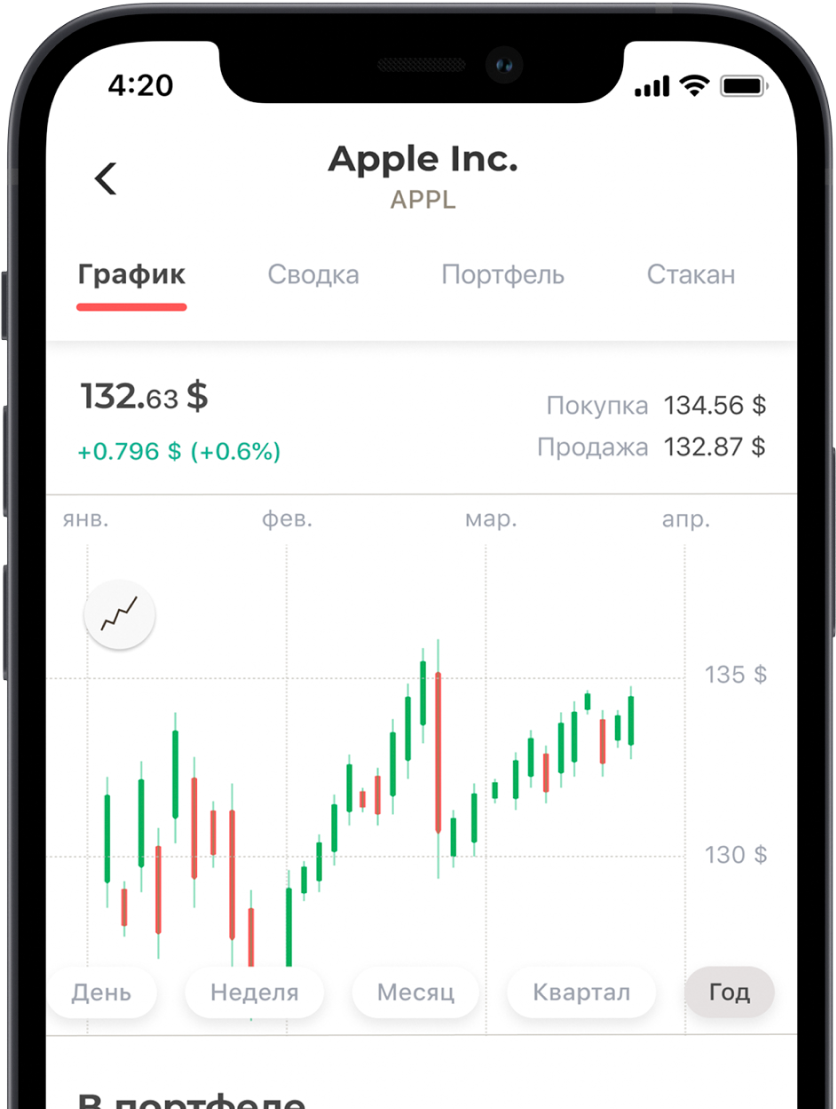 4:20
Apple Inc.
APPL
График Сводка Портфель Стакан
132.63 $
Покупка 134.56 $
+0.796 $ (+0.6%)
Продажа 132.87 $
янв. фев. мар. апр.
135 $
130 $
День Неделя Месяц Квартал Год
В портфеле